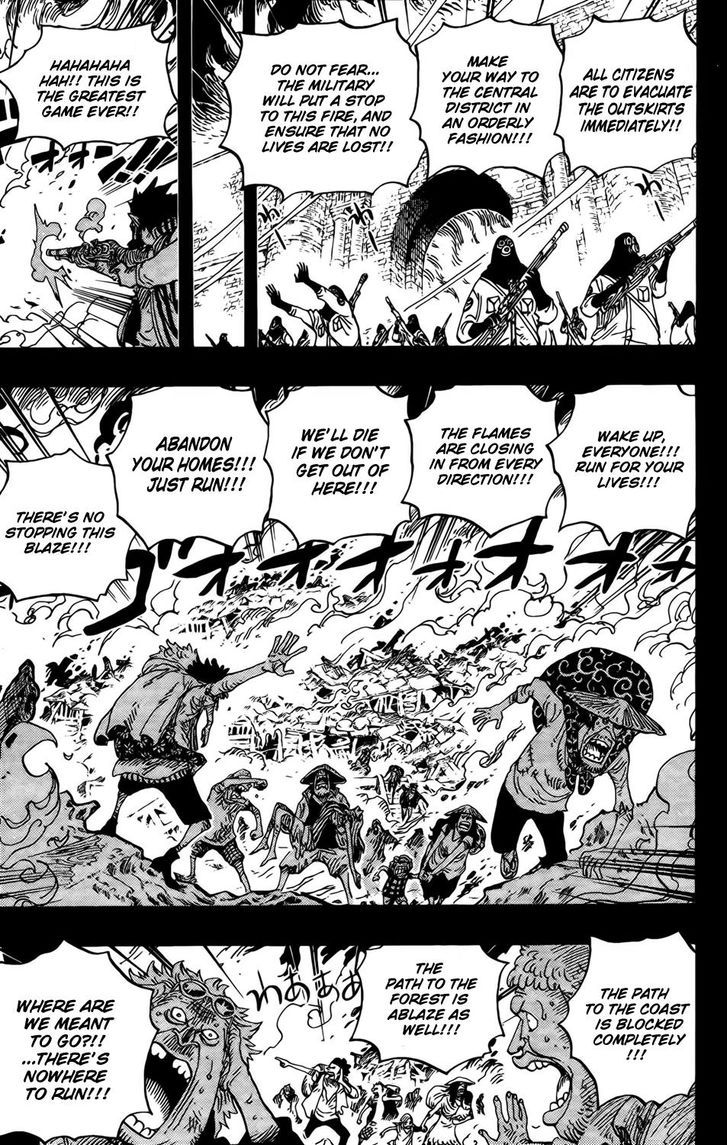 ALL CITIZENS
ARE TO EVACUATE
THE OUTSKIRTS
IMMEDIATELY!!
MAKE
YOUR WAY TO
THE CENTRAL
DISTRICT IN
AN ORDERLY
FASHION!!
DO NOT FEAR...
THE MILITARY
WILL PUT A STOP
TO THIS FIRE, AND
ENSURE THAT NO
LIVES ARE LOST!!
HAHAHAHA
HAH!! THIS IS
THE GREATEST
GAME EVER!!
WAKE UP,
EVERYONE!!!
RUN FOR YOUR
LIVES!!!
THE FLAMES
ARE CLOSING
IN FROM EVERY
DIRECTION!!!
WE'LL DIE
IF WE DON'T
GET OUT OF
HERE!!!
ABANDON
YOUR HOMES!!!
JUST RUN!!!
THERE'S NO
STOPPING THIS
BLAZE!!!
ゴオオオオオオ
THE PATH
TO THE COAST
IS BLOCKED
COMPLETELY
!!!
THE
PATH TO THE
FOREST IS
ABLAZE AS
WELL!!!
わああああ
WHERE ARE
WE MEANT
TO GO?!!
...THERE'S
NOWHERE
TO RUN!!!